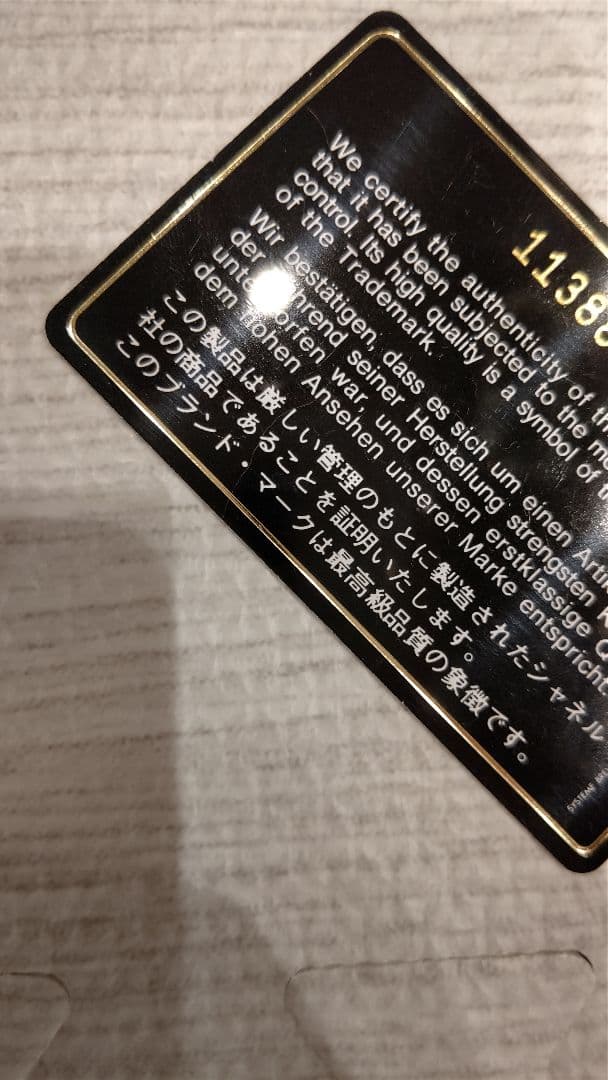 11386
We certify the authenticity of
that it has been subjected to the
control. Its high quality is a symbol of
of the Trademark.
Wir bestätigen, dass es sich um einen
der während seiner Herstellung strengsten
unterworfen war, und dessen erstklassige
dem hohen Ansehen unserer Marke entspricht
この製品は厳しい管理のもとに製造されたシャネル
社の商品であることを証明いたします。
このブランド・マークは最高級品質の象徴です。